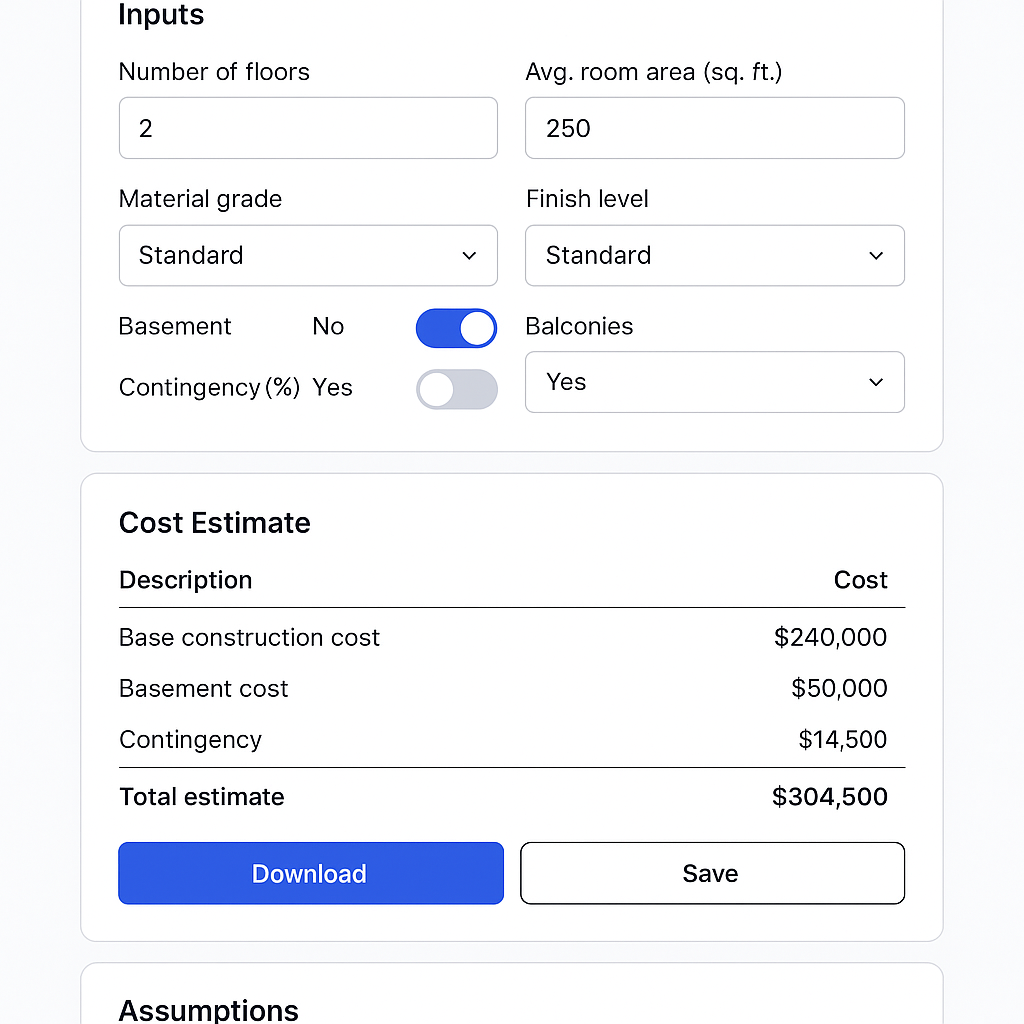 Inputs
Number of floors
Avg. room area (sq. ft.)
2
250
Material grade
Finish level
Standard
Standard
Basement No
Balconies
Contingency (%) Yes
Yes
Cost Estimate
Description Cost
Base construction cost $240,000
Basement cost $50,000
Contingency $14,500
Total estimate $304,500
Download
Save
Assumptions